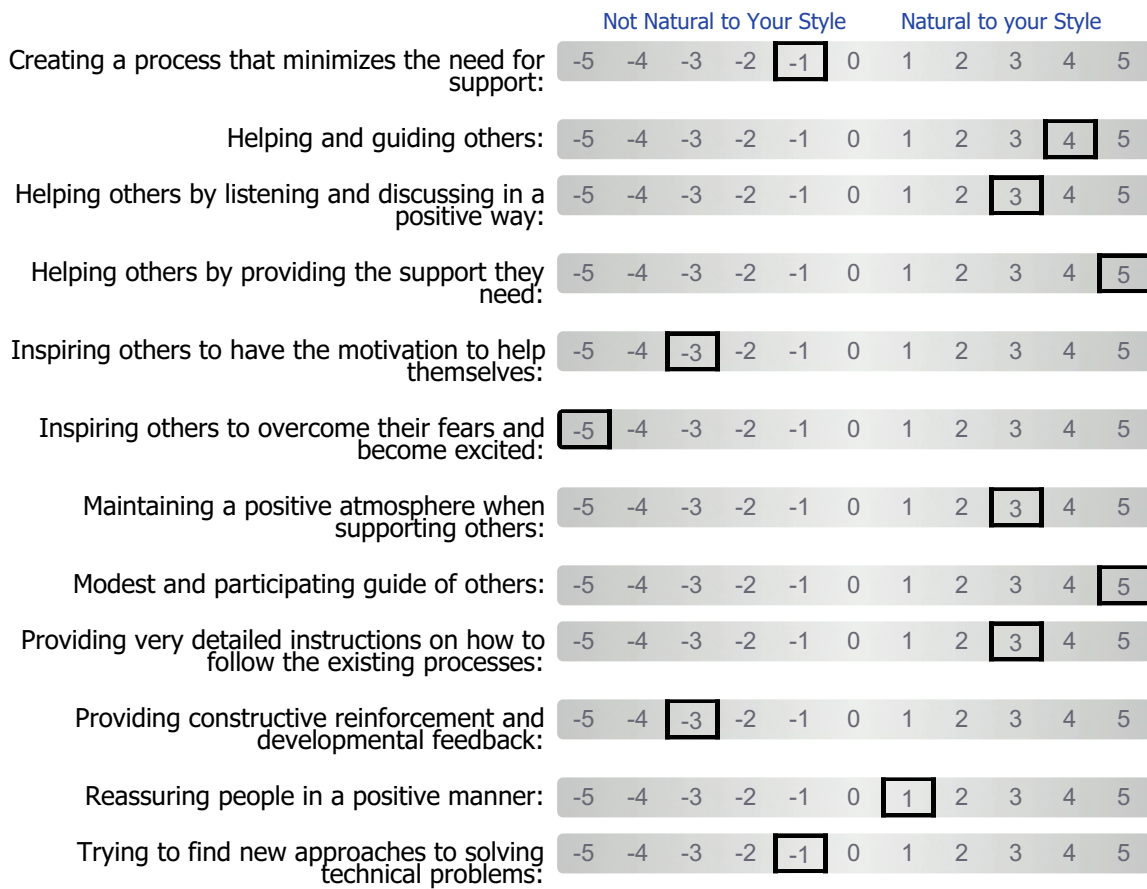 Not Natural to Your Style Natural to your Style
Creating a process that minimizes the need for
support:
-5 -4 -3 -2 -1 0 1 2 3 4 5
Helping and guiding others:
-5 -4 -3 -2 -1 0 1 2 3 4 5
Helping others by listening and discussing in a
positive way:
-5 -4 -3 -2 -1 0 1 2 3 4 5
Helping others by providing the support they
need:
-5 -4 -3 -2 -1 0 1 2 3 4 5
Inspiring others to have the motivation to help
themselves:
-5 -4 -3 -2 -1 0 1 2 3 4 5
Inspiring others to overcome their fears and
become excited:
-5 -4 -3 -2 -1 0 1 2 3 4 5
Maintaining a positive atmosphere when
supporting others:
-5 -4 -3 -2 -1 0 1 2 3 4 5
Modest and participating guide of others:
-5 -4 -3 -2 -1 0 1 2 3 4 5
Providing very detailed instructions on how to
follow the existing processes:
-5 -4 -3 -2 -1 0 1 2 3 4 5
Providing constructive reinforcement and
developmental feedback:
-5 -4 -3 -2 -1 0 1 2 3 4 5
Reassuring people in a positive manner:
-5 -4 -3 -2 -1 0 1 2 3 4 5
Trying to find new approaches to solving
technical problems:
-5 -4 -3 -2 -1 0 1 2 3 4 5